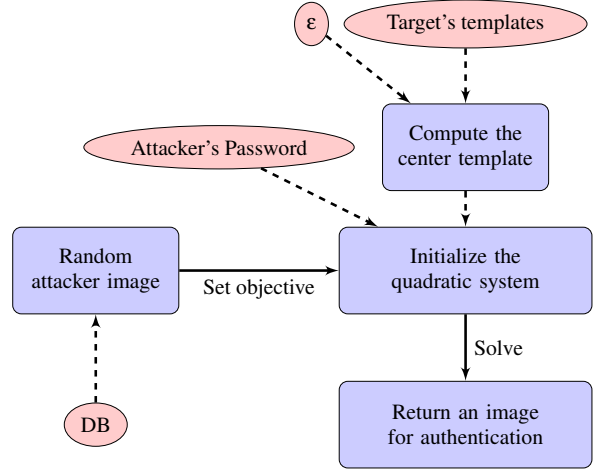 ε
Target's templates
Compute the
center template
Attacker's Password
Random
attacker image
Set objective
Initialize the
quadratic system
Solve
DB
Return an image
for authentication